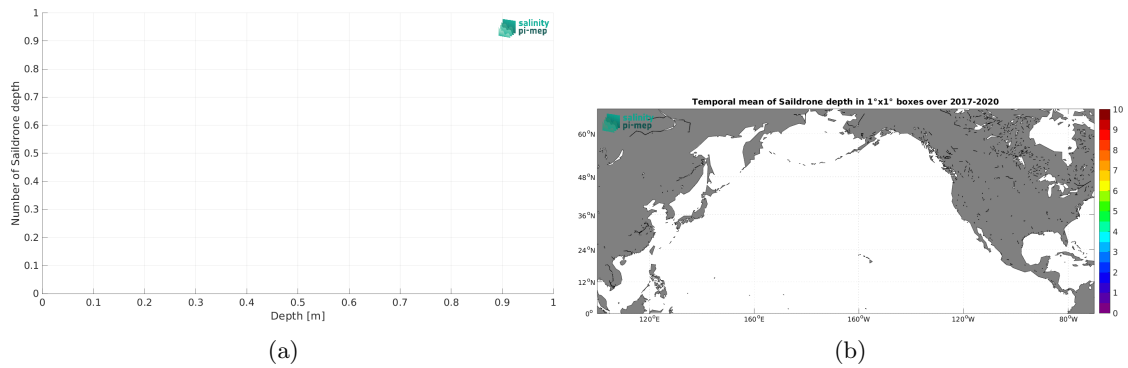 1
0.9
0.8
0.7
0.6
0.5
0.4
0.3
0.2
0.1
0
Number of Saildrone depth
0 0.1 0.2 0.3 0.4 0.5 0.6 0.7 0.8 0.9 1
Depth [m]
salinity
pi-mep
(a)
Temporal mean of Saildrone depth in 1°x1° boxes over 2017-2020
salinity
pi-mep
60°N
48°N
36°N
24°N
12°N
0°
120°E 160°E 160°W 120°W 80°W
10
9
8
7
6
5
4
3
2
1
0
(b)